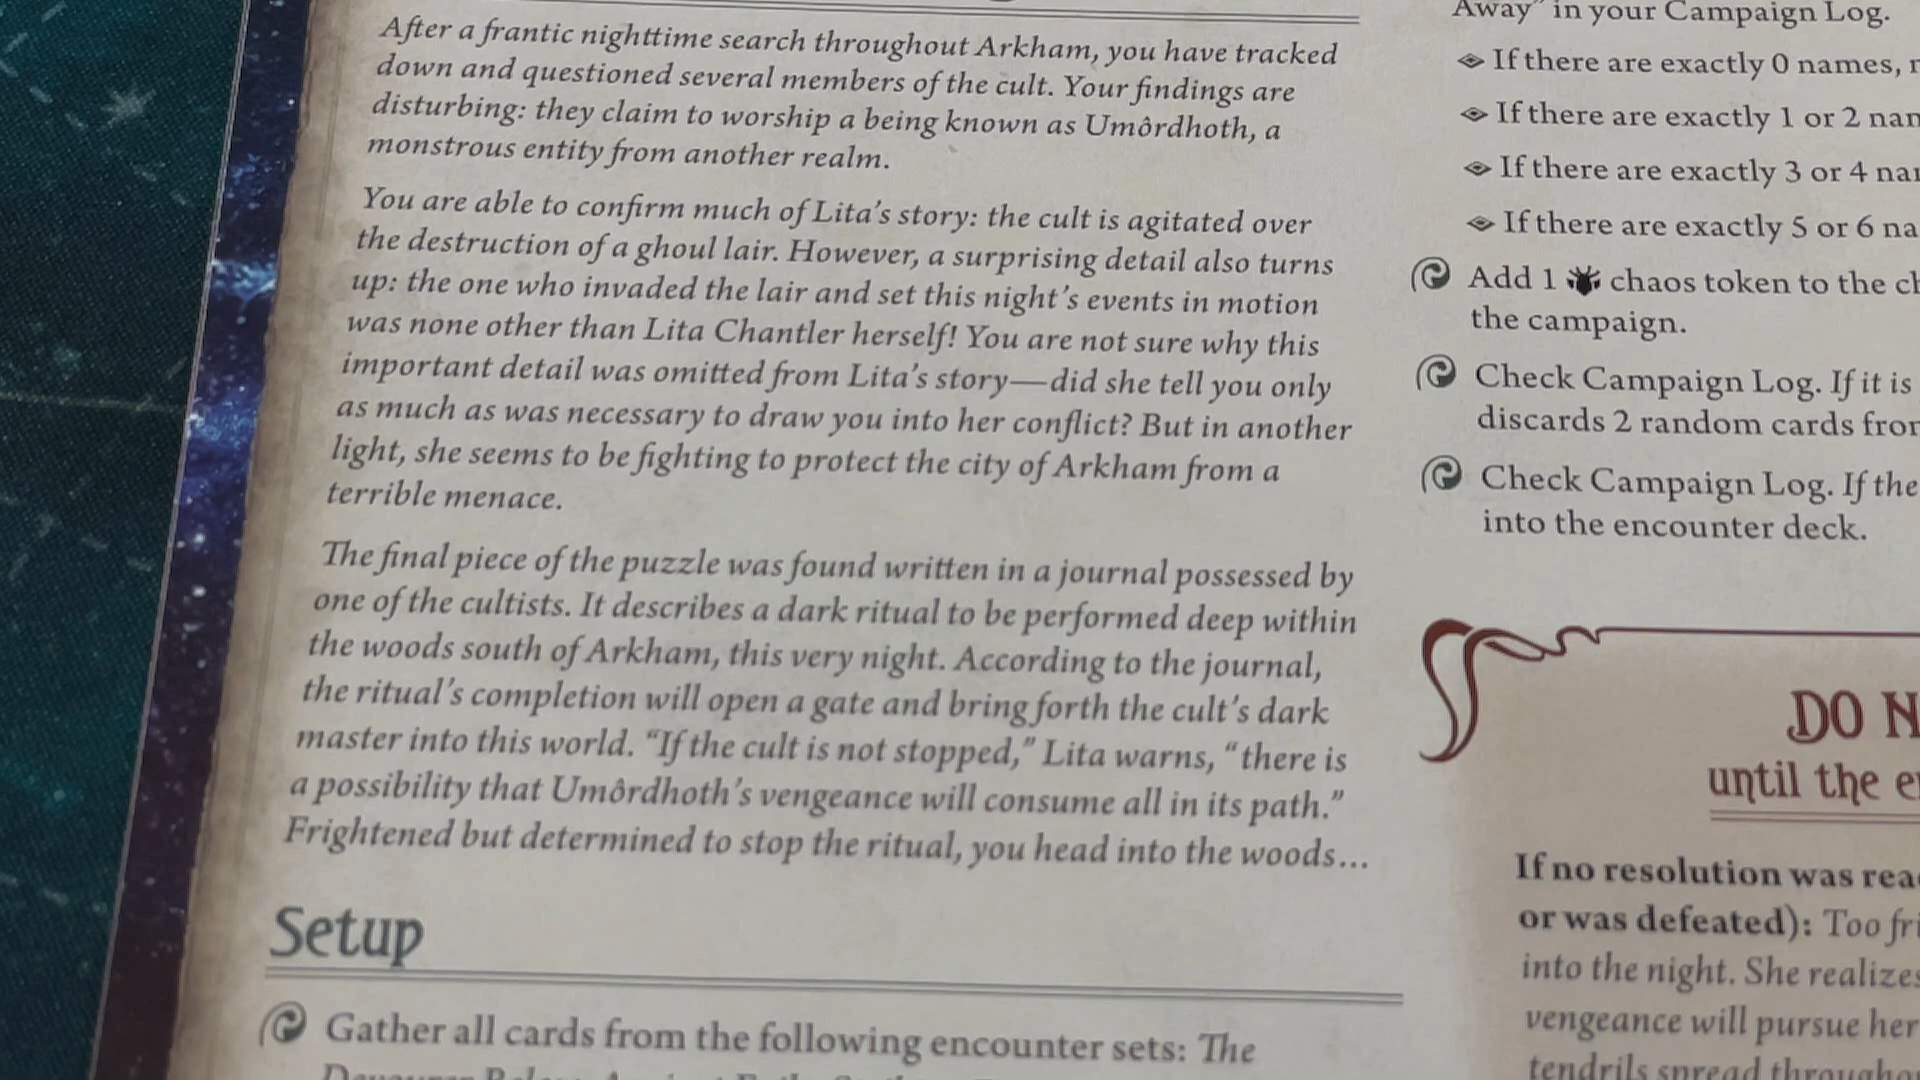 After a frantic nighttime search throughout Arkham, you have tracked
down and questioned several members of the cult. Your findings are
disturbing: they claim to worship a being known as Umôrdhoth, a
monstrous entity from another realm.
You are able to confirm much of Lita's story: the cult is agitated over
the destruction of a ghoul lair. However, a surprising detail also turns
up: the one who invaded the lair and set this night's events in motion
was none other than Lita Chantler herself! You are not sure why this
important detail was omitted from Lita's story—did she tell you only
as much as was necessary to draw you into her conflict? But in another
light, she seems to be fighting to protect the city of Arkham from a
terrible menace.
The final piece of the puzzle was found written in a journal possessed by
one of the cultists. It describes a dark ritual to be performed deep within
the woods south of Arkham, this very night. According to the journal,
the ritual's completion will open a gate and bring forth the cult's dark
master into this world. “If the cult is not stopped,” Lita warns, “there is
a possibility that Umôrdhoth's vengeance will consume all in its path.”
Frightened but determined to stop the ritual, you head into the woods…
Setup
Gather all cards from the following encounter sets: The
Away” in your Campaign Log.
If there are exactly 0 names,
If there are exactly 1 or 2
If there are exactly 3 or 4
If there are exactly 5 or 6
Add 1 chaos token to the
the campaign.
Check Campaign Log. If it is
discards 2 random cards
Check Campaign Log. If the
into the encounter deck.
DO
until the
If no resolution was
or was defeated): Too
into the night. She realizes
vengeance will pursue her
tendrils spread